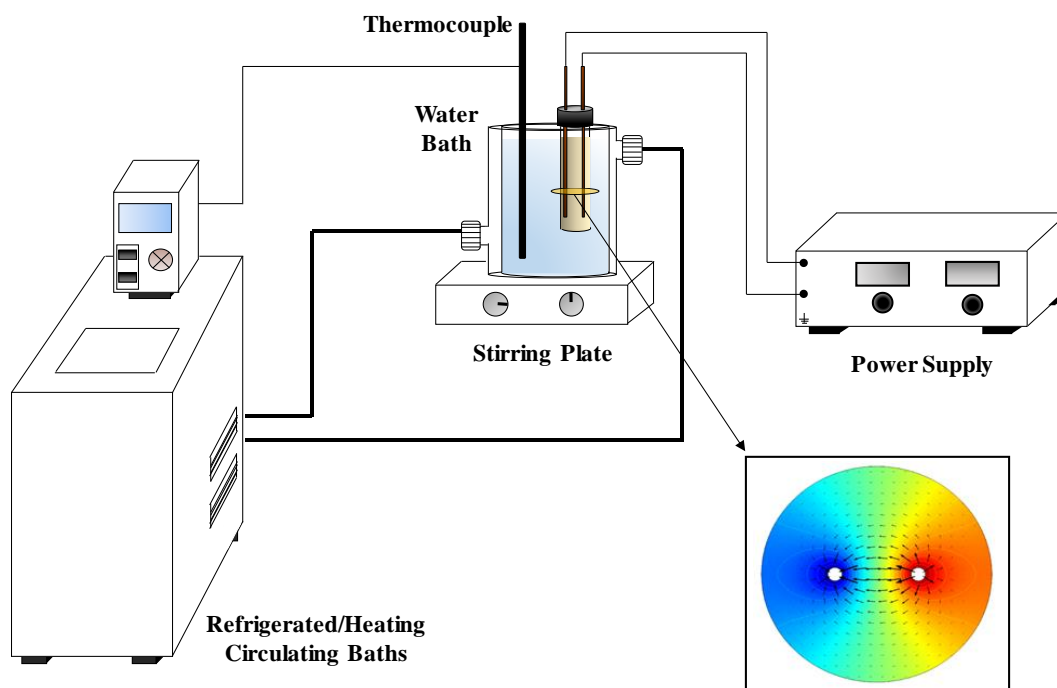 Thermocouple
Water
Bath
Stirring Plate
Power Supply
Refrigerated/Heating
Circulating Baths